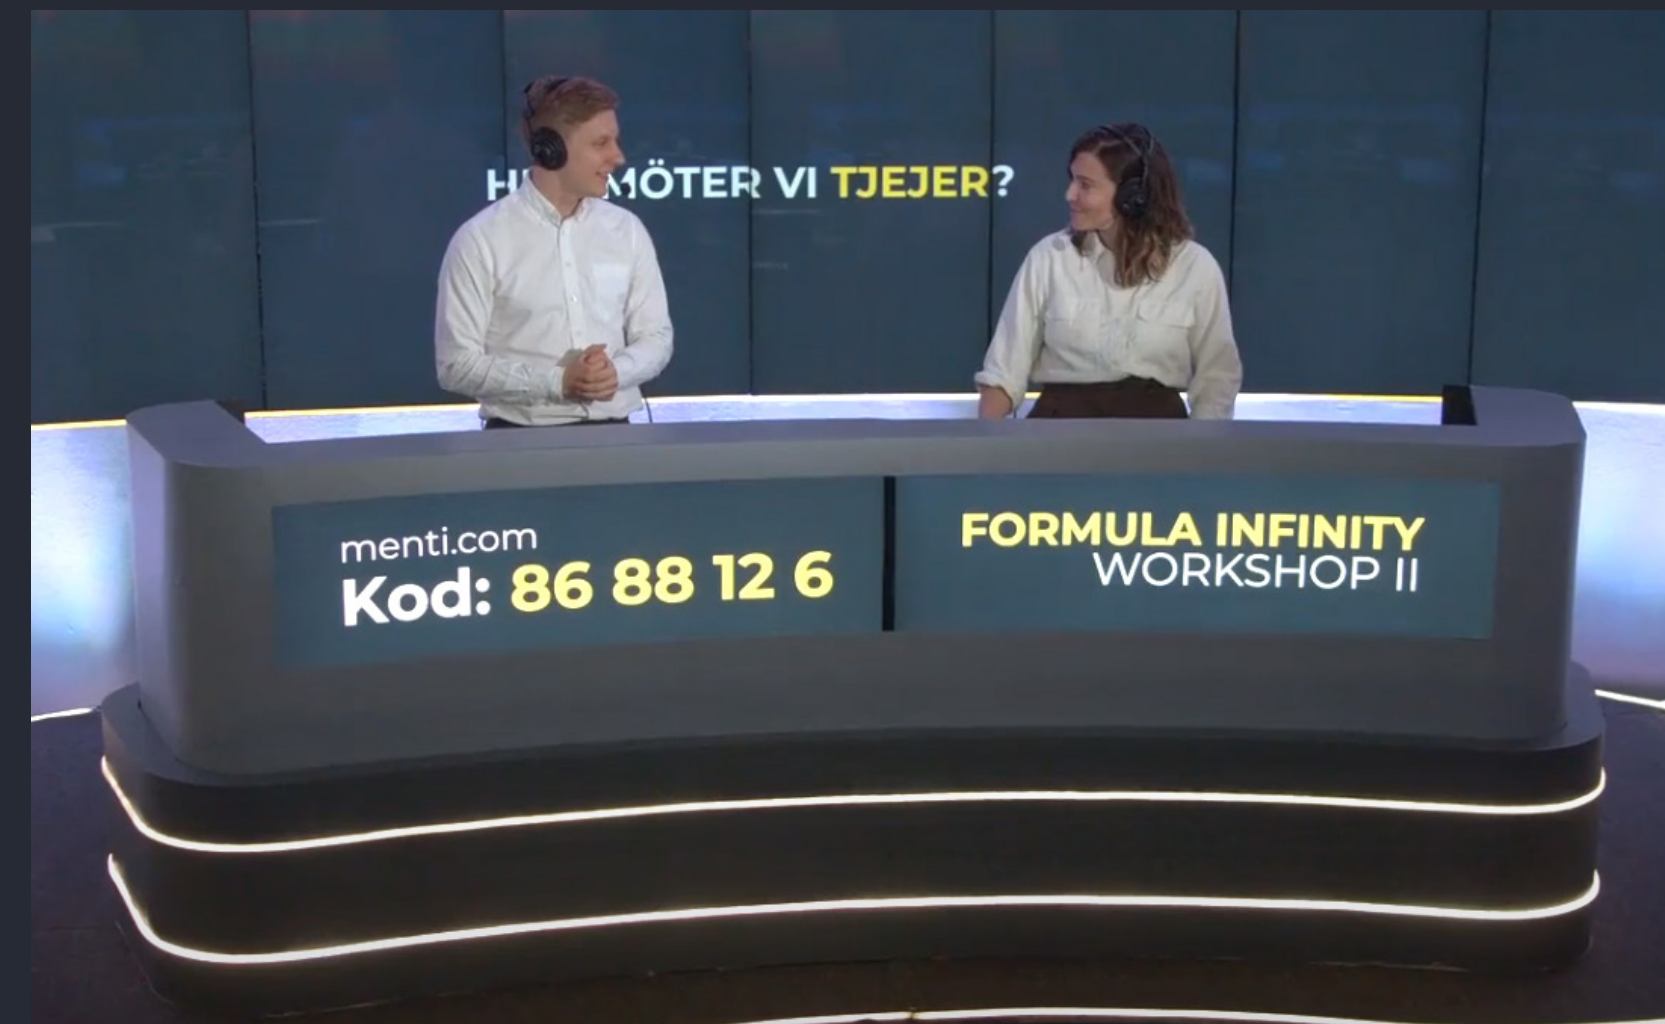 MÖTER VI TJEJER?
menti.com
Kod: 86 88 12 6
FORMULA INFINITY
WORKSHOP II